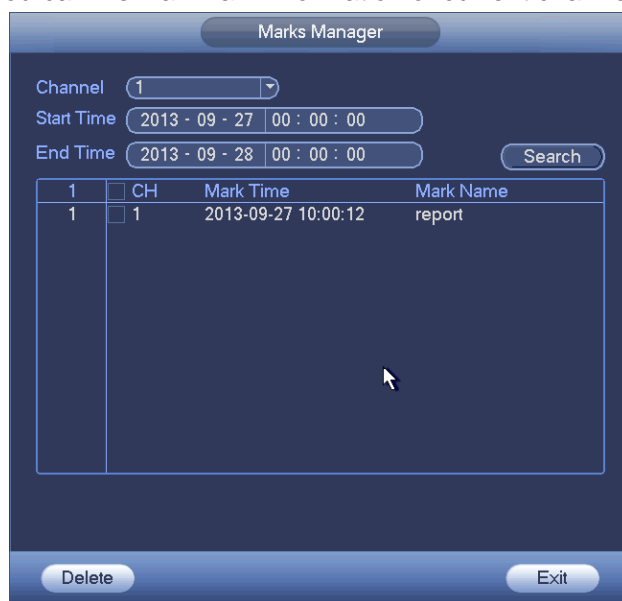 Marks Manager
Channel 1
Start Time 2013 - 09 - 27 00 : 00 : 00
End Time 2013 - 09 - 28 00 : 00 : 00
Search
1 CH Mark Time Mark Name
1 1 2013-09-27 10:00:12 report
Delete Exit